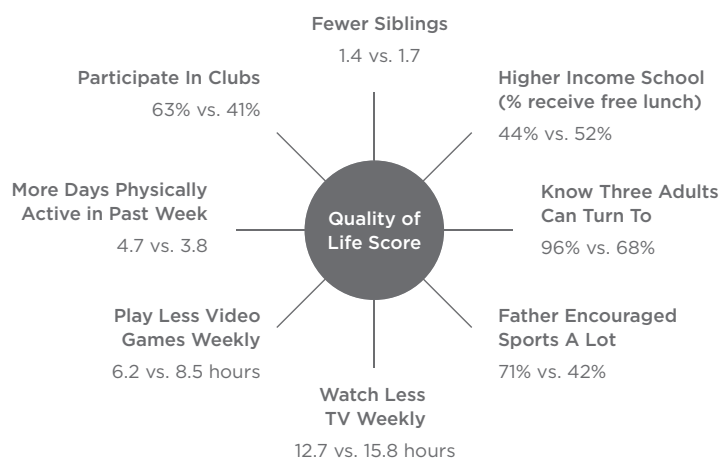 Fewer Siblings
1.4 vs. 1.7
Higher Income School
(% receive free lunch)
44% vs. 52%
Know Three Adults
Can Turn To
96% vs. 68%
Father Encouraged
Sports A Lot
71% vs. 42%
Watch Less
TV Weekly
12.7 vs. 15.8 hours
Play Less Video
Games Weekly
6.2 vs. 8.5 hours
More Days Physically
Active in Past Week
4.7 vs. 3.8
Participate In Clubs
63% vs. 41%
Quality of
Life Score